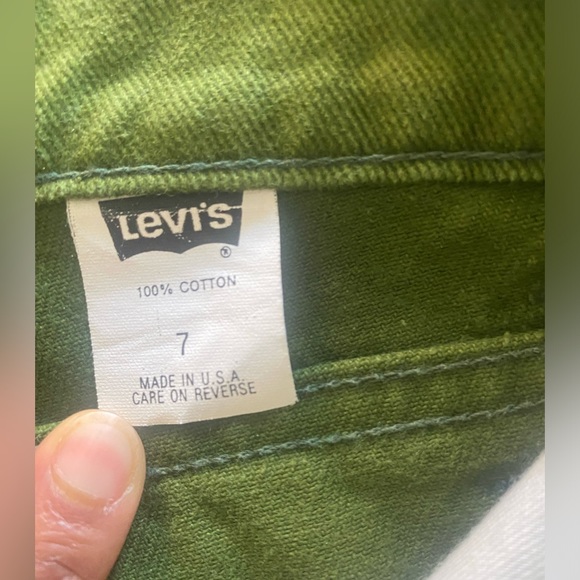 Levi's
®
100% COTTON
7
MADE IN U.S.A.
CARE ON REVERSE